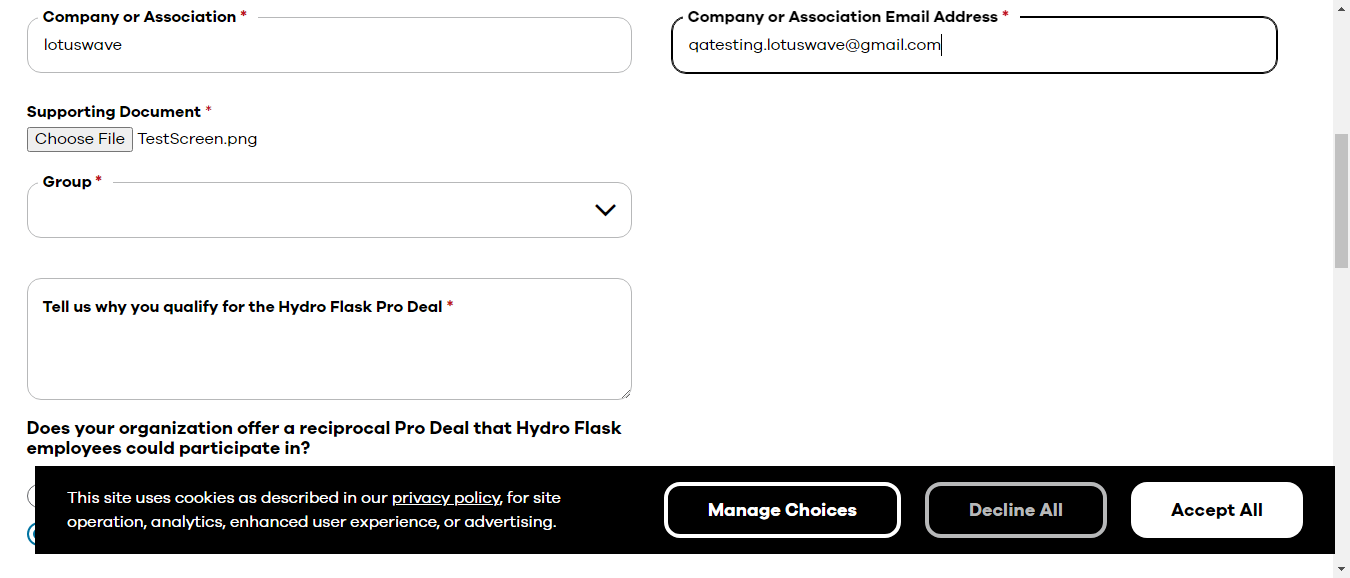 Company or Association *
lotuswave
Company or Association Email Address *
qatesting.lotuswave@gmail.com
Supporting Document *
Choose File TestScreen.png
Group *
Tell us why you qualify for the Hydro Flask Pro Deal *
Does your organization offer a reciprocal Pro Deal that Hydro Flask
employees could participate in?
This site uses cookies as described in our privacy policy, for site
operation, analytics, enhanced user experience, or advertising.
Manage Choices
Decline All
Accept All